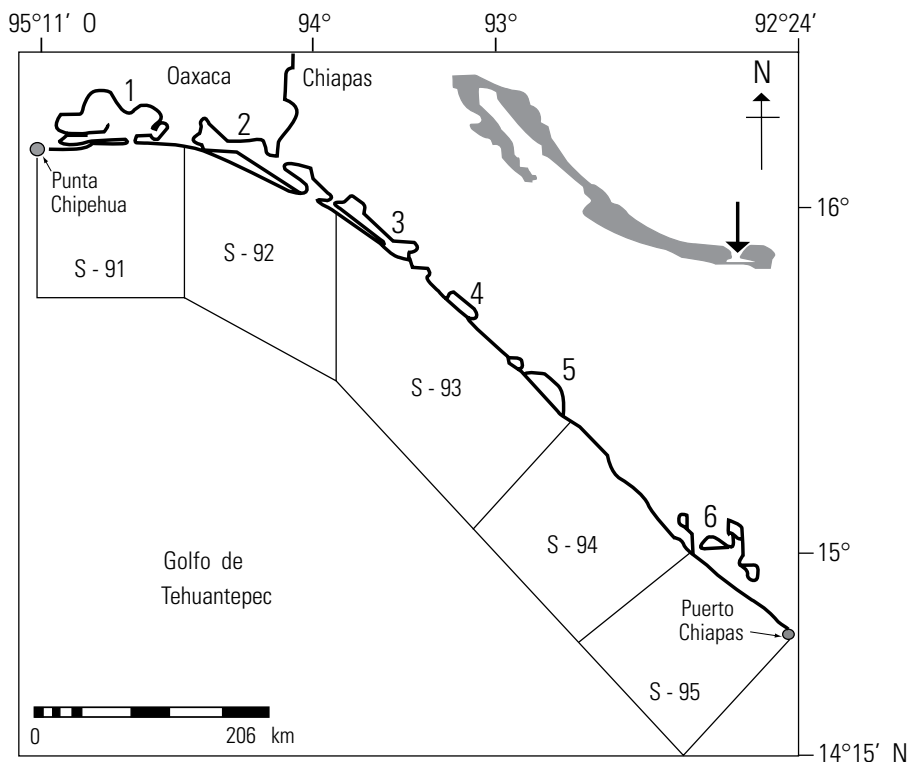 95°11' O
94°
93°
92°24'
Oaxaca
Chiapas
N
1
2
Punta
Chipehua
16°
3
S - 92
S - 91
4
5
S - 93
6
S - 94
15°
Golfo de
Tehuantepec
Puerto
Chiapas
S - 95
0
206 km
14°15' N